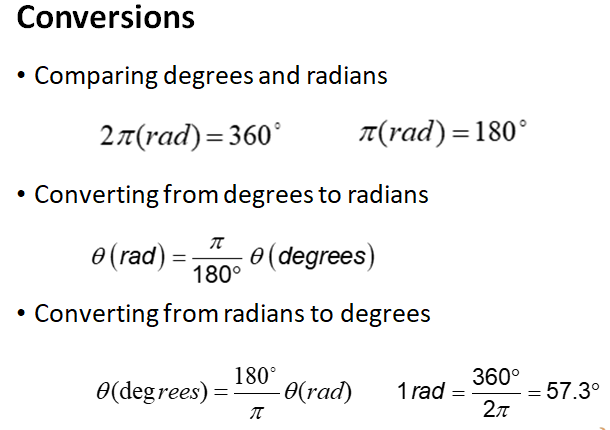 Conversions
• Comparing degrees and radians
2π(rad) = 360° π(rad) = 180°
• Converting from degrees to radians
θ(rad) = π/180° θ(degrees)
• Converting from radians to degrees
θ(degrees) = 180°/π θ(rad) 1 rad = 360°/2π = 57.3°